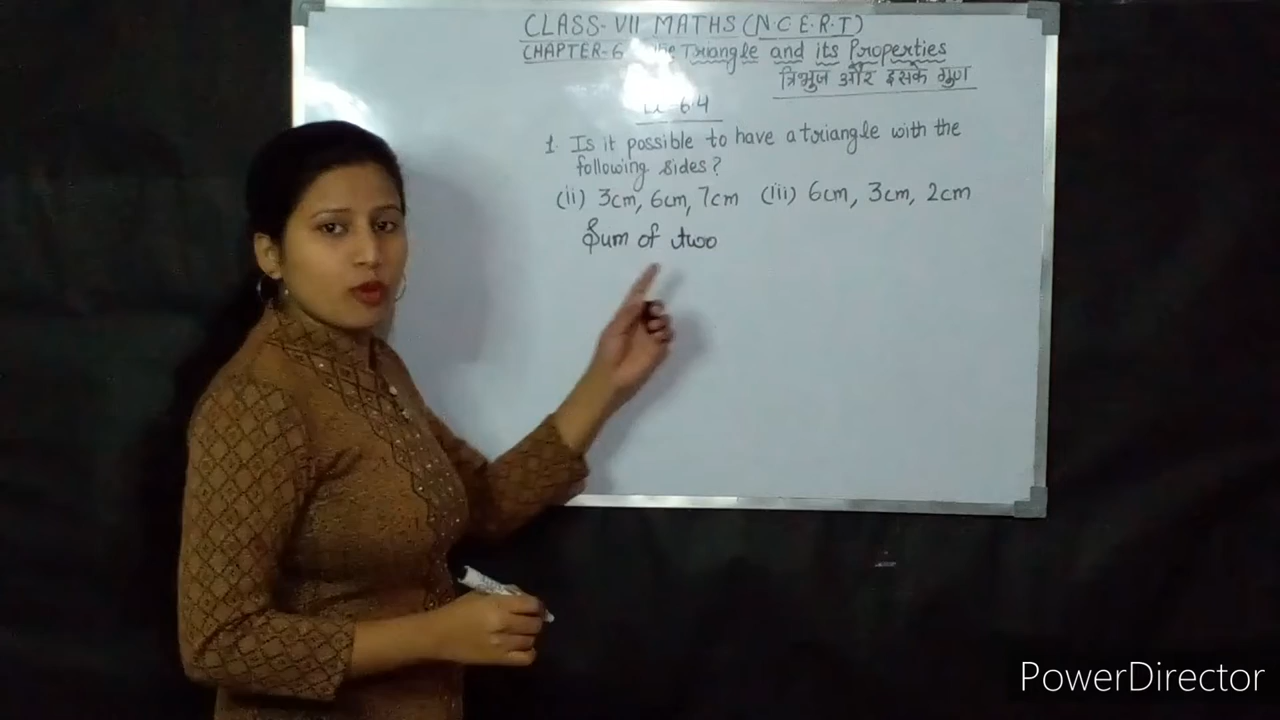 CLASS-VII MATHS (N.C.E.R.T)
CHAPTER-6 The Triangle and its Properties
त्रिभुज और इसके गुण
6.4
1. Is it possible to have a triangle with the
following sides?
(ii) 3cm, 6cm, 7cm (iii) 6cm, 3cm, 2cm
Sum of two
PowerDirector